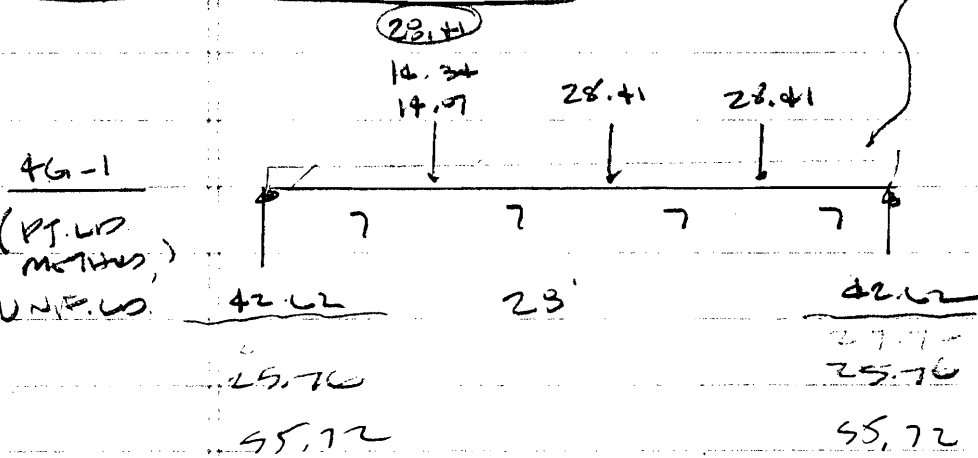 28.41
14.34
14.07
28.41 28.41
4G-1
(PT. LD
METHOD,)
UNIF. LD.
7 7 7 7
42.62 28' 42.62
25.76 25.76
55,72 55,72